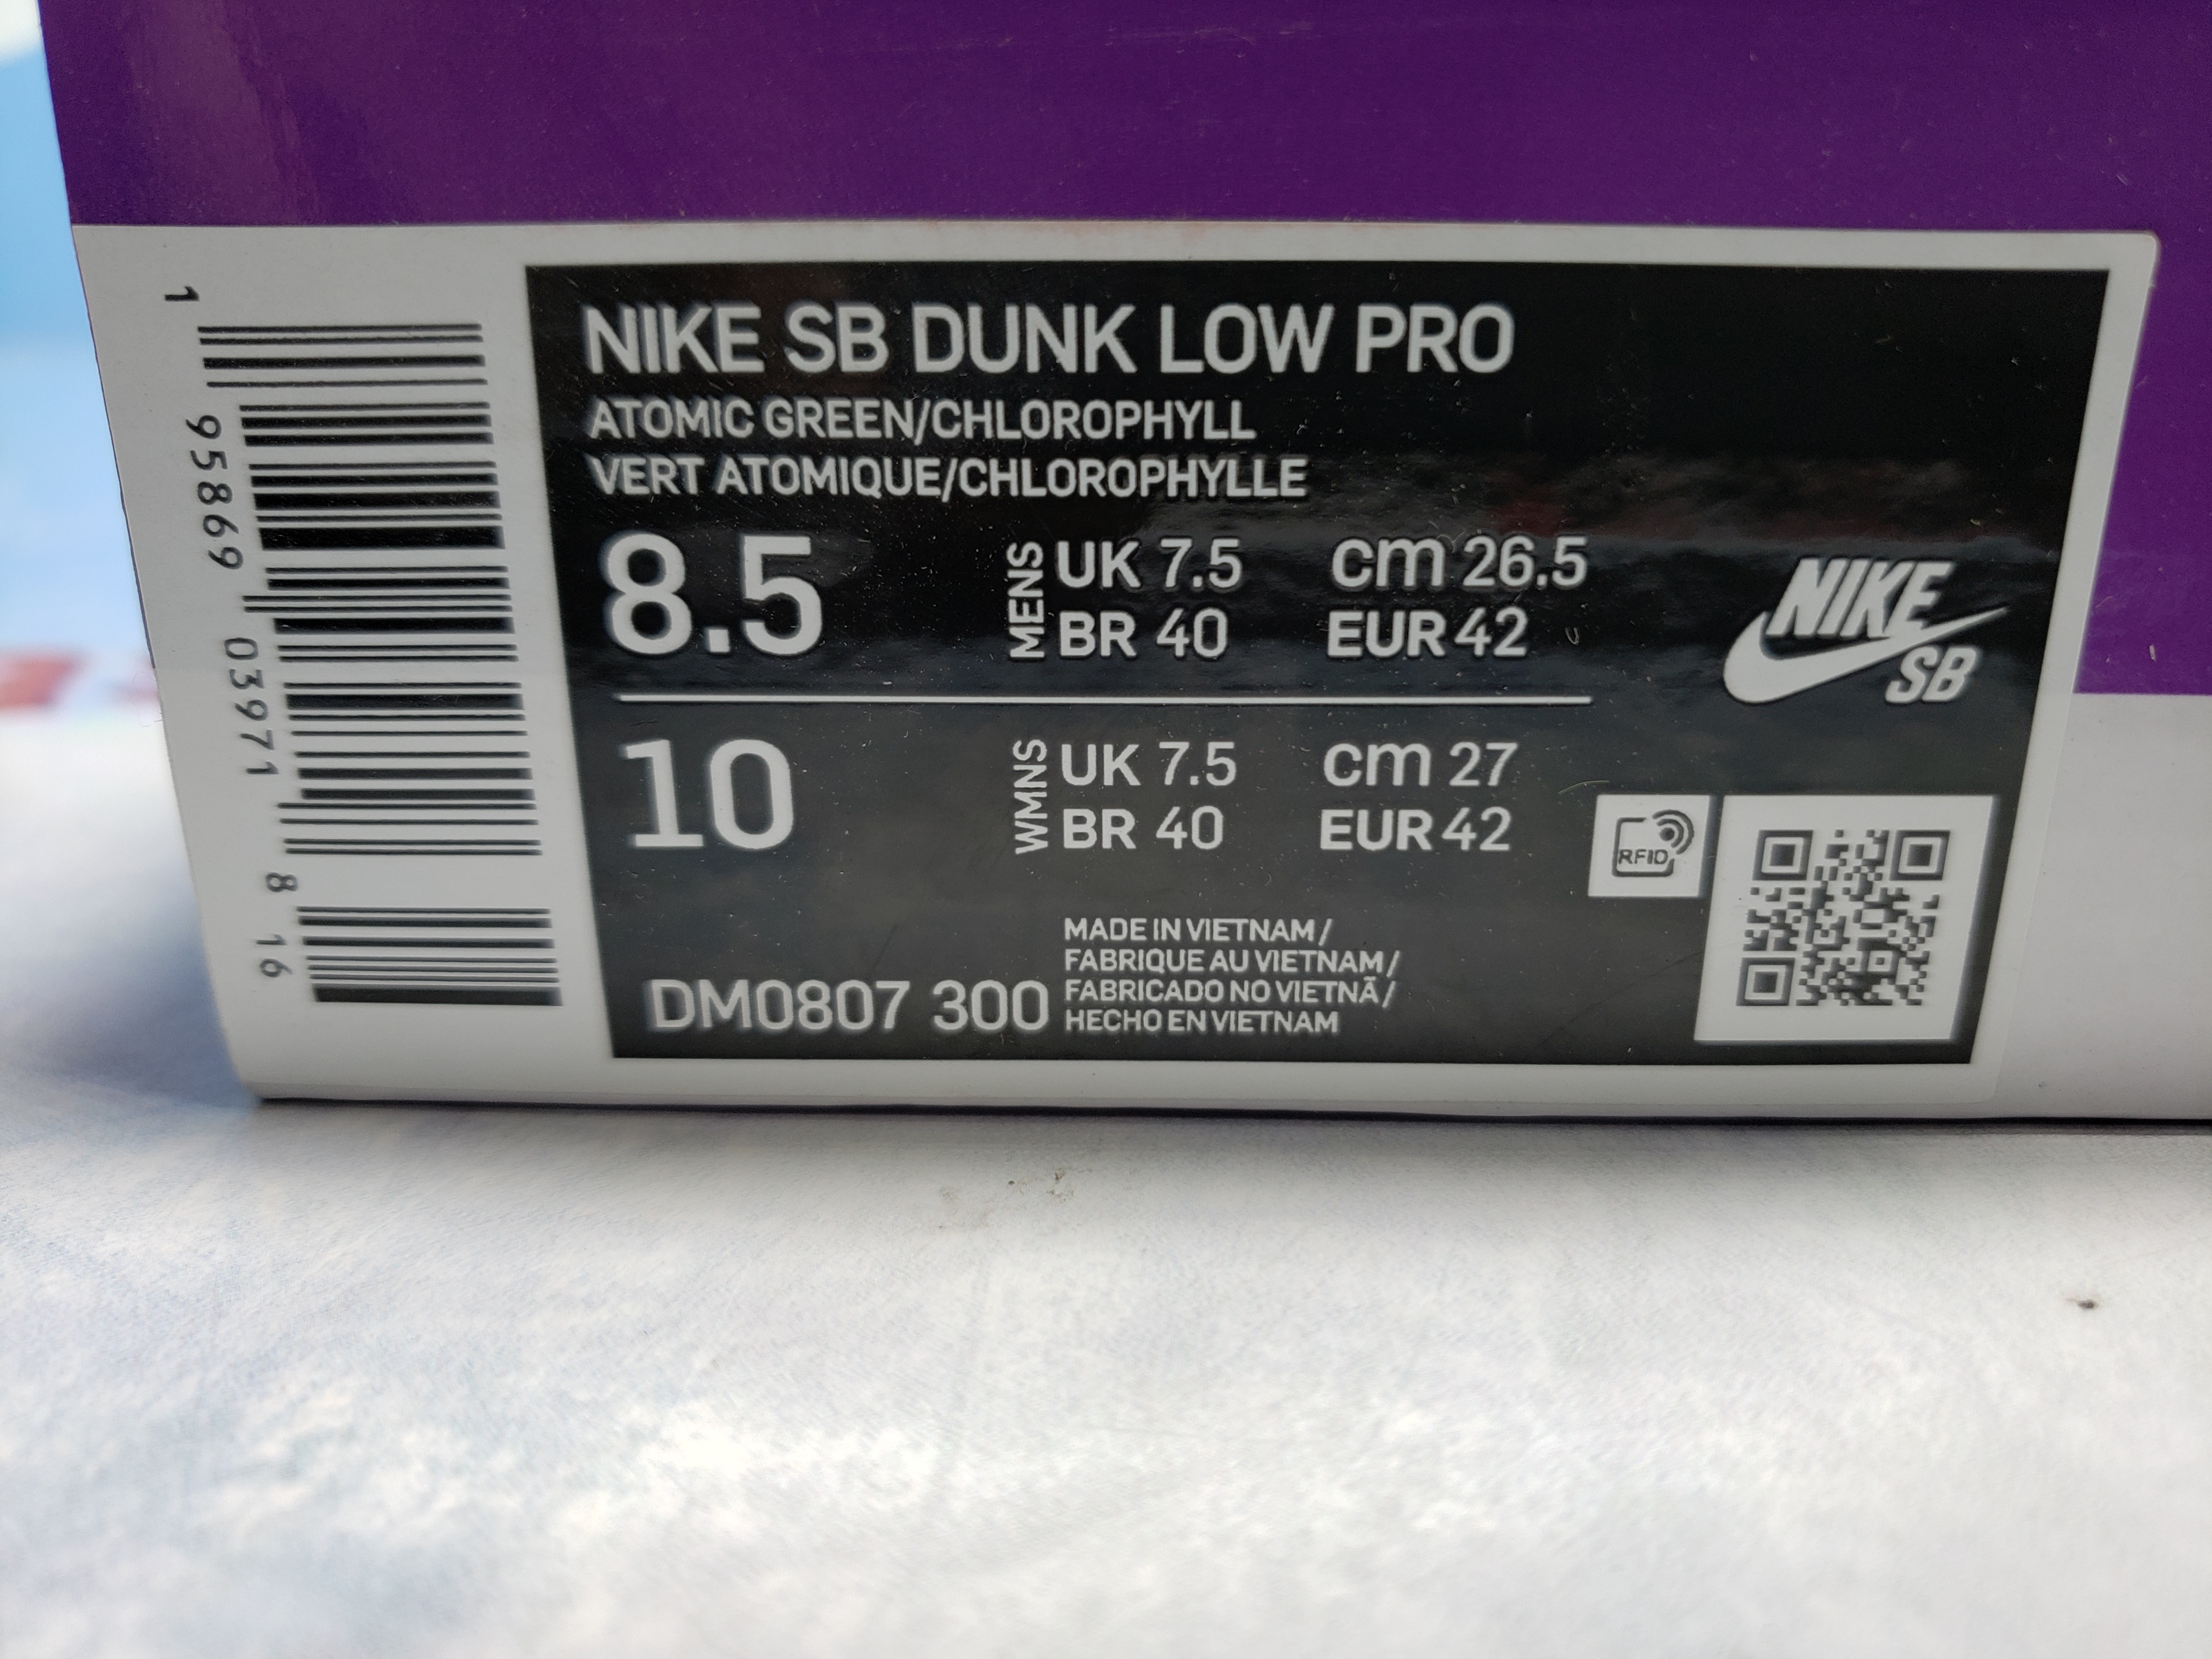 NIKE SB DUNK LOW PRO
ATOMIC GREEN/CHLOROPHYLL
VERT ATOMIQUE/CHLOROPHYLLE
8.5
MENS
UK 7.5 cm 26.5
BR 40 EUR 42
10
WMNS
UK 7.5 cm 27
BR 40 EUR 42
NIKE
SB
RFID
DM0807 300
MADE IN VIETNAM /
FABRIQUE AU VIETNAM /
FABRICADO NO VIETNÃ /
HECHO EN VIETNAM
1 95869 03971 8 16